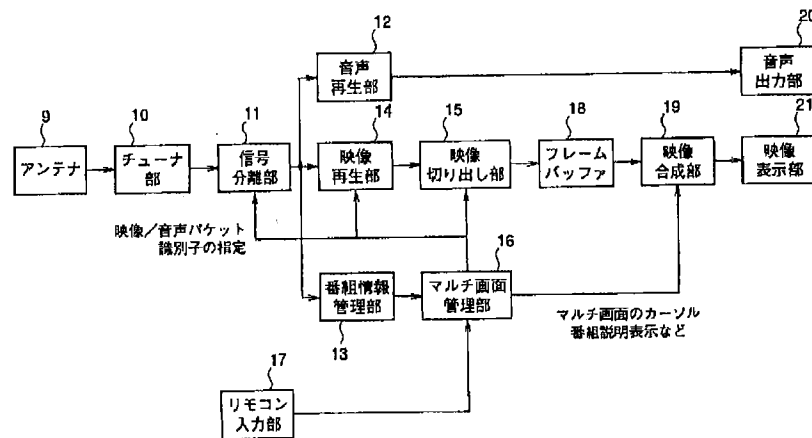 12
音声
再生部
20
音声
出力部
9
アンテナ
10
チューナ
部
11
信号
分離部
14
映像
再生部
15
映像
切り出し部
18
フレーム
バッファ
19
映像
合成部
21
映像
表示部
映像／音声パケット
識別子の指定
番組情報
管理部
13
16
マルチ画面
管理部
マルチ画面のカーソル
番組説明表示など
17
リモコン
入力部